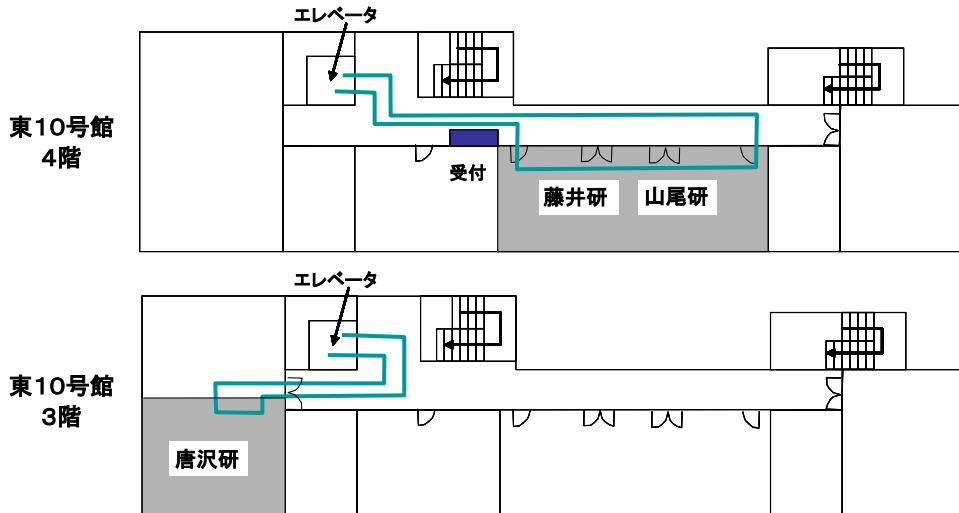 エレベータ
東10号館
4階
受付
藤井研
山尾研
エレベータ
東10号館
3階
唐沢研